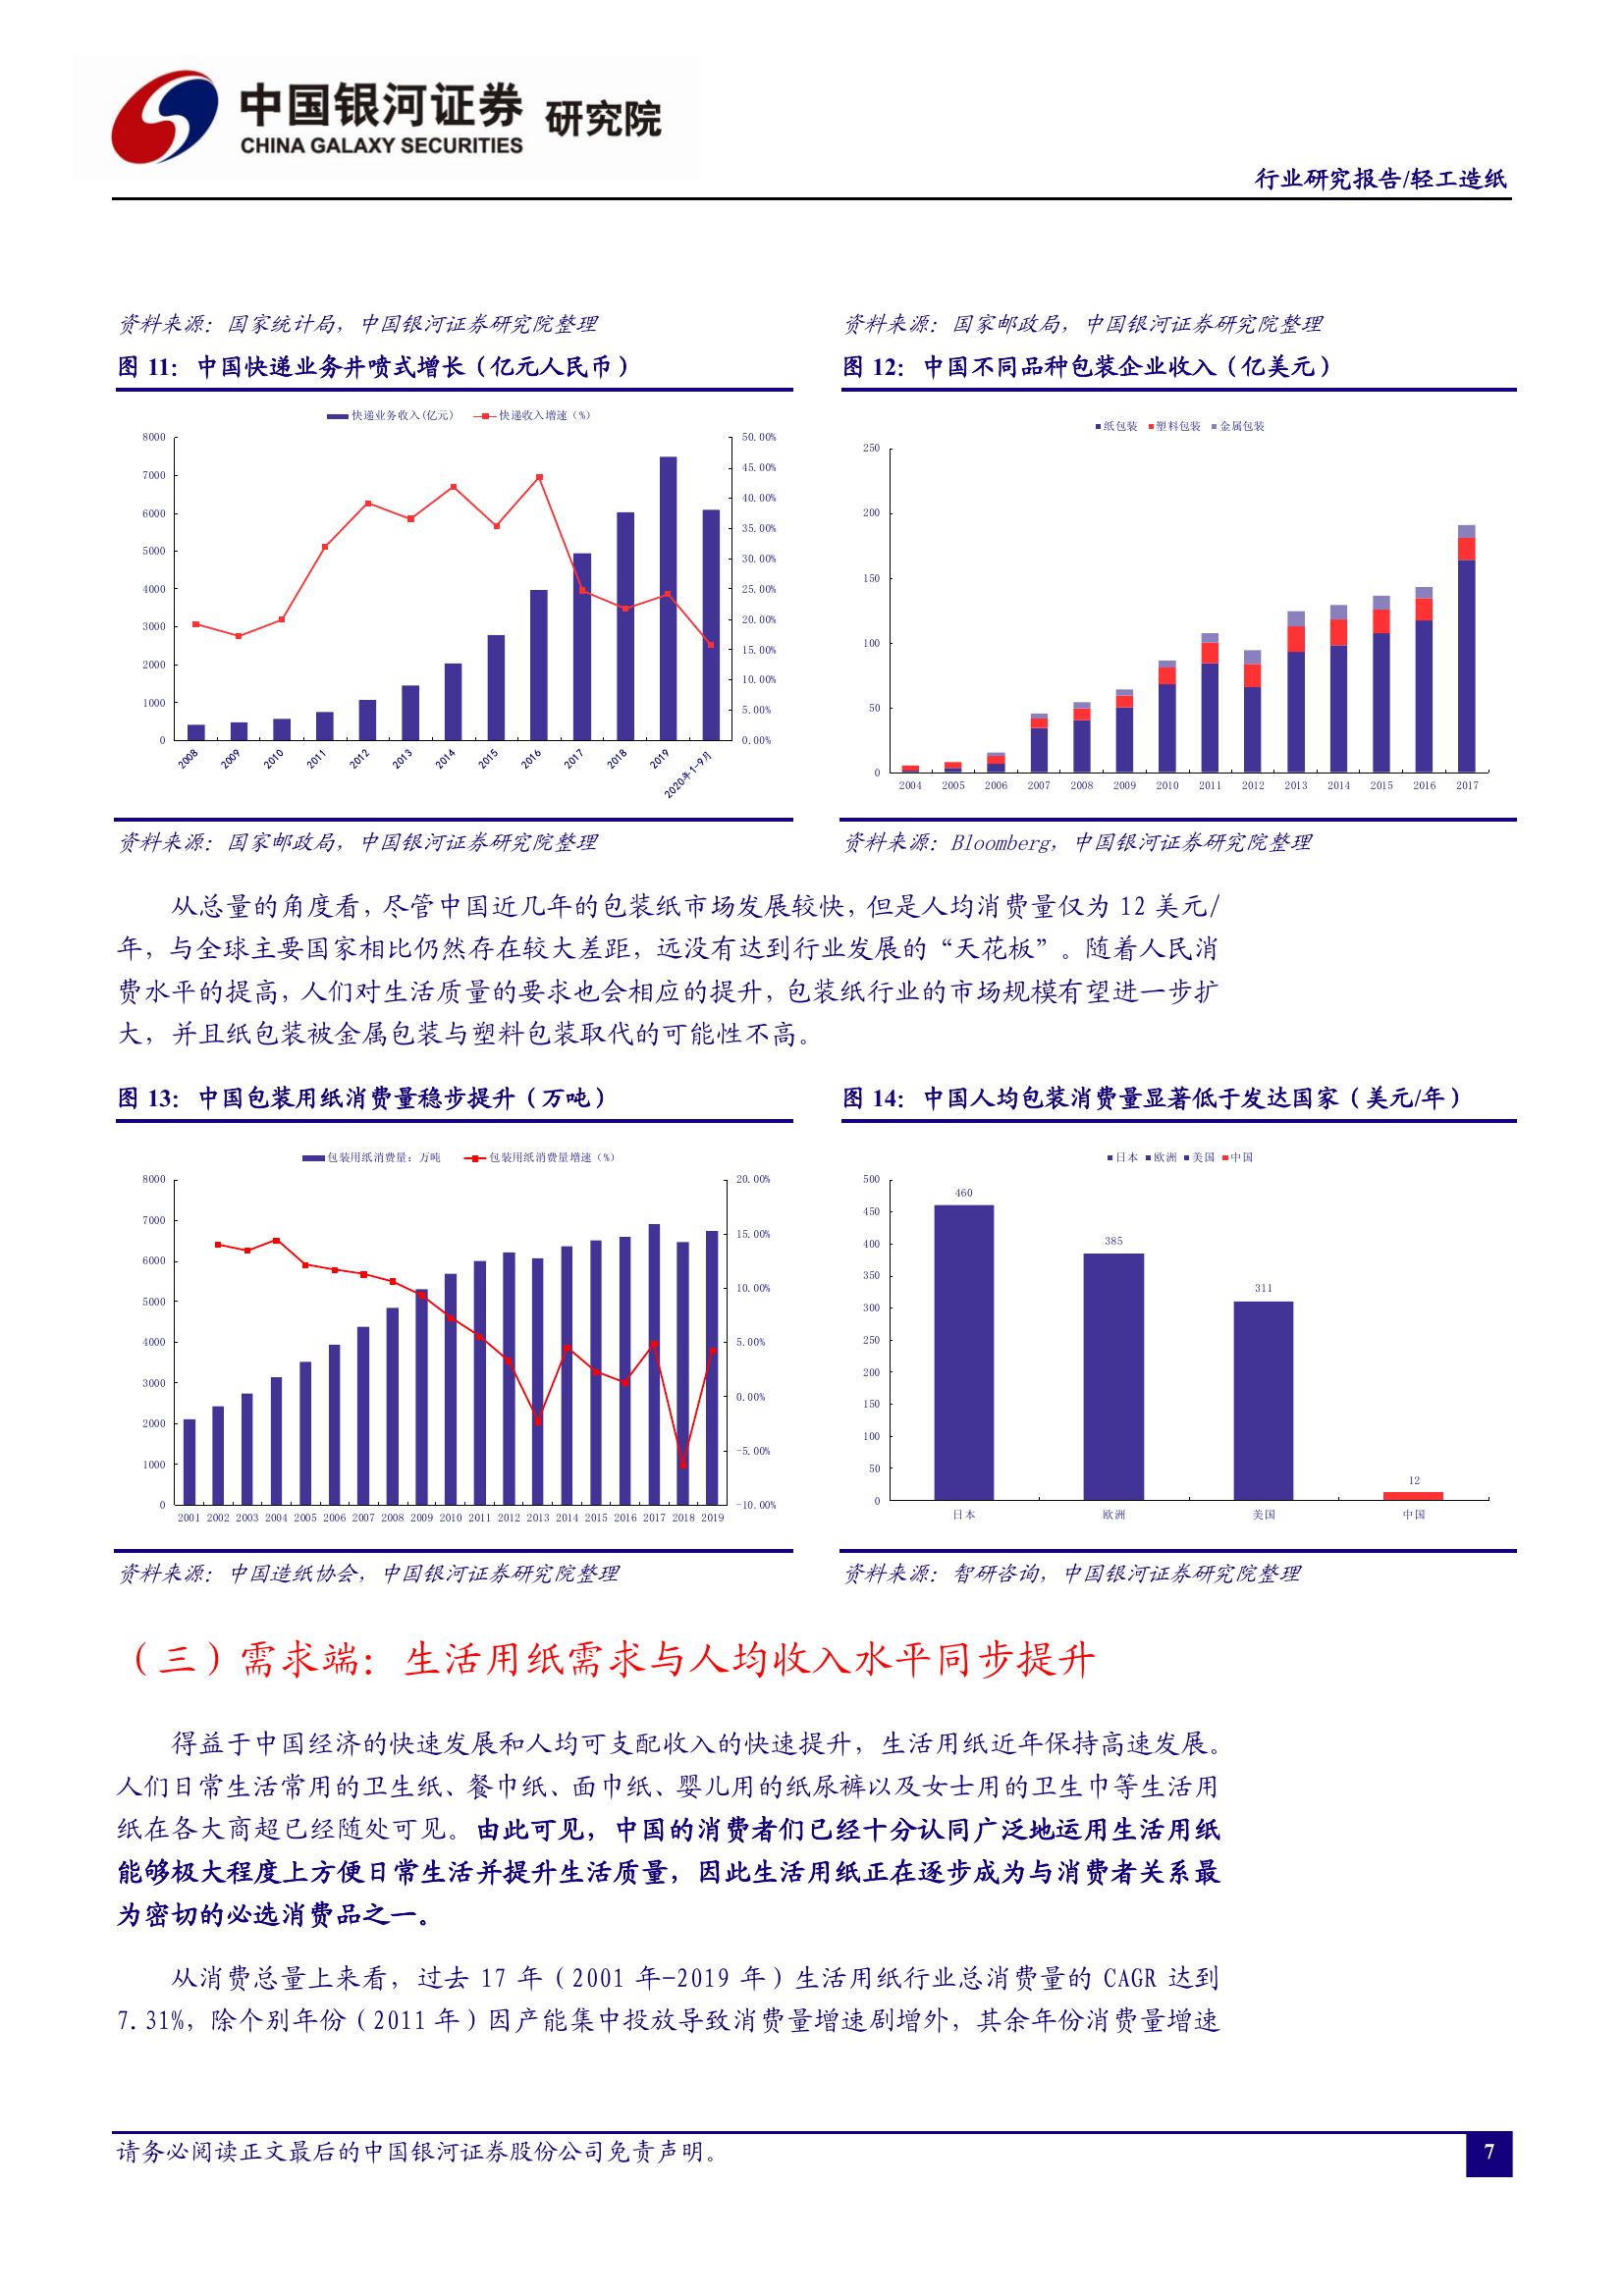 中国银河证券 研究院
CHINA GALAXY SECURITIES
行业研究报告/轻工造纸
资料来源：国家统计局，中国银河证券研究院整理
资料来源：国家邮政局，中国银河证券研究院整理
图 11：中国快递业务井喷式增长（亿元人民币）
图 12：中国不同品种包装企业收入（亿美元）
快递业务收入(亿元) 快递收入增速（%）
8000
7000
6000
5000
4000
3000
2000
1000
0
50.00%
45.00%
40.00%
35.00%
30.00%
25.00%
20.00%
15.00%
10.00%
5.00%
0.00%
2008 2009 2010 2011 2012 2013 2014 2015 2016 2017 2018 2019 2020年1-9月
纸包装 塑料包装 金属包装
250
200
150
100
50
0
2004 2005 2006 2007 2008 2009 2010 2011 2012 2013 2014 2015 2016 2017
资料来源：国家邮政局，中国银河证券研究院整理
资料来源：Bloomberg，中国银河证券研究院整理
从总量的角度看，尽管中国近几年的包装纸市场发展较快，但是人均消费量仅为 12 美元/
年，与全球主要国家相比仍然存在较大差距，远没有达到行业发展的“天花板”。随着人民消
费水平的提高，人们对生活质量的要求也会相应的提升，包装纸行业的市场规模有望进一步扩
大，并且纸包装被金属包装与塑料包装取代的可能性不高。
图 13：中国包装用纸消费量稳步提升（万吨）
图 14：中国人均包装消费量显著低于发达国家（美元/年）
包装用纸消费量：万吨 包装用纸消费量增速（%）
8000
7000
6000
5000
4000
3000
2000
1000
0
20.00%
15.00%
10.00%
5.00%
0.00%
-5.00%
-10.00%
2001 2002 2003 2004 2005 2006 2007 2008 2009 2010 2011 2012 2013 2014 2015 2016 2017 2018 2019
日本 欧洲 美国 中国
500
450
400
350
300
250
200
150
100
50
0
460
385
311
12
日本 欧洲 美国 中国
资料来源：中国造纸协会，中国银河证券研究院整理
资料来源：智研咨询，中国银河证券研究院整理
（三）需求端：生活用纸需求与人均收入水平同步提升
得益于中国经济的快速发展和人均可支配收入的快速提升，生活用纸近年保持高速发展。
人们日常生活常用的卫生纸、餐巾纸、面巾纸、婴儿用的纸尿裤以及女士用的卫生巾等生活用
纸在各大商超已经随处可见。由此可见，中国的消费者们已经十分认同广泛地运用生活用纸
能够极大程度上方便日常生活并提升生活质量，因此生活用纸正在逐步成为与消费者关系最
为密切的必选消费品之一。
从消费总量上来看，过去 17 年（2001 年-2019 年）生活用纸行业总消费量的 CAGR 达到
7.31%，除个别年份（2011 年）因产能集中投放导致消费量增速剧增外，其余年份消费量增速
请务必阅读正文最后的中国银河证券股份公司免责声明。
7